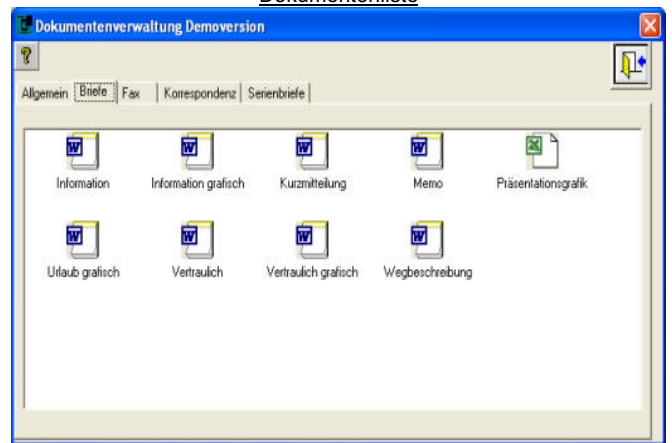 Dokumentenliste
Dokumentenverwaltung Demoversion
?
Allgemein Briefe Fax Korrespondenz Serienbriefe
Information Information grafisch Kurzmitteilung Memo Präsentationsgrafik
Urlaub grafisch Vertraulich Vertraulich grafisch Wegbeschreibung